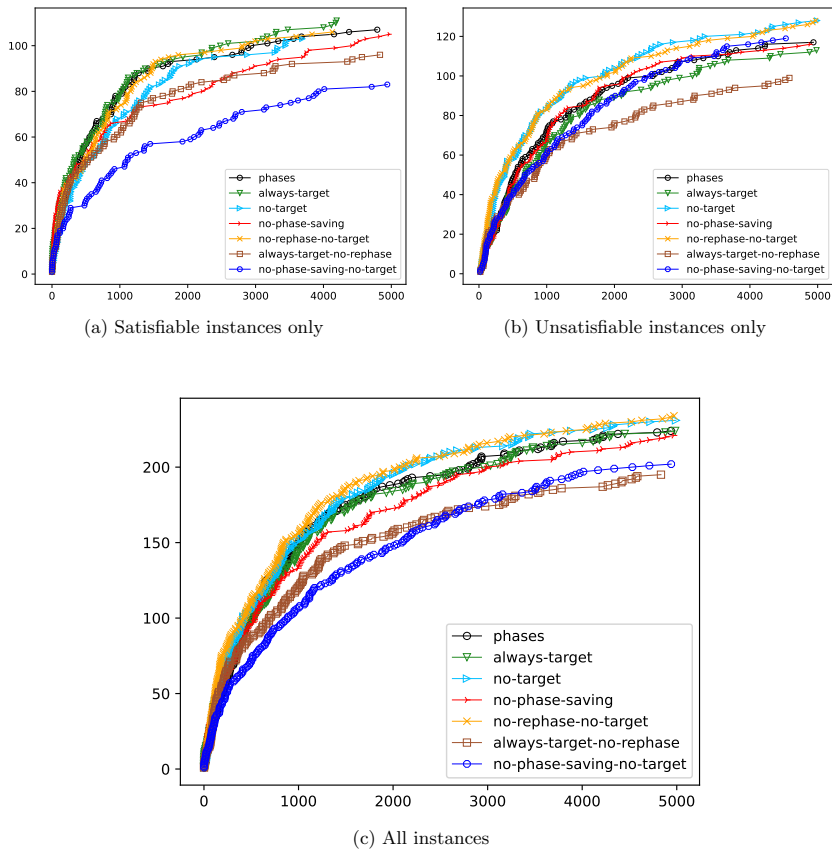 100
80
60
40
20
0
0 1000 2000 3000 4000 5000
phases
always-target
no-target
no-phase-saving
no-rephase-no-target
always-target-no-rephase
no-phase-saving-no-target
(a) Satisfiable instances only
120
100
80
60
40
20
0
0 1000 2000 3000 4000 5000
phases
always-target
no-target
no-phase-saving
no-rephase-no-target
always-target-no-rephase
no-phase-saving-no-target
(b) Unsatisfiable instances only
200
150
100
50
0
0 1000 2000 3000 4000 5000
phases
always-target
no-target
no-phase-saving
no-rephase-no-target
always-target-no-rephase
no-phase-saving-no-target
(c) All instances